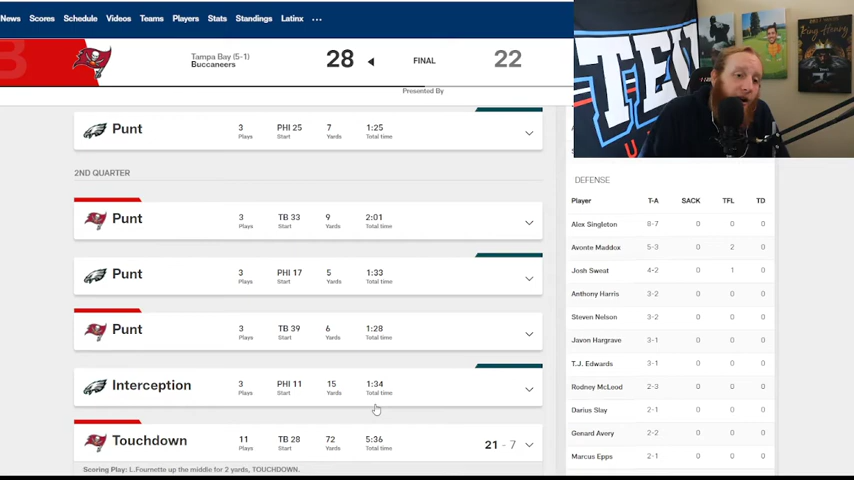 News Scores Schedule Videos Teams Players Stats Standings Latinx ...
Tampa Bay (5-1)
Buccaneers
28 FINAL 22
Presented By
Punt 3 PHI 25 7 1:25
Plays Start Yards Total time
2ND QUARTER
Punt 3 TB 33 9 2:01
Plays Start Yards Total time
Punt 3 PHI 17 5 1:33
Plays Start Yards Total time
Punt 3 TB 39 6 1:28
Plays Start Yards Total time
Interception 3 PHI 11 15 1:34
Plays Start Yards Total time
Touchdown 11 TB 28 72 5:36 21 - 7
Plays Start Yards Total time
Scoring Play: L.Fournette up the middle for 2 yards, TOUCHDOWN.
DEFENSE
Player T-A SACK TFL TD
Alex Singleton 8-7 0 0 0
Avonte Maddox 5-3 0 2 0
Josh Sweat 4-2 0 1 0
Anthony Harris 3-2 0 0 0
Steven Nelson 3-2 0 0 0
Javon Hargrave 3-1 0 0 0
T.J. Edwards 3-1 0 0 0
Rodney McLeod 2-3 0 0 0
Darius Slay 2-1 0 0 0
Genard Avery 2-2 0 0 0
Marcus Epps 2-1 0 0 0
King Henry